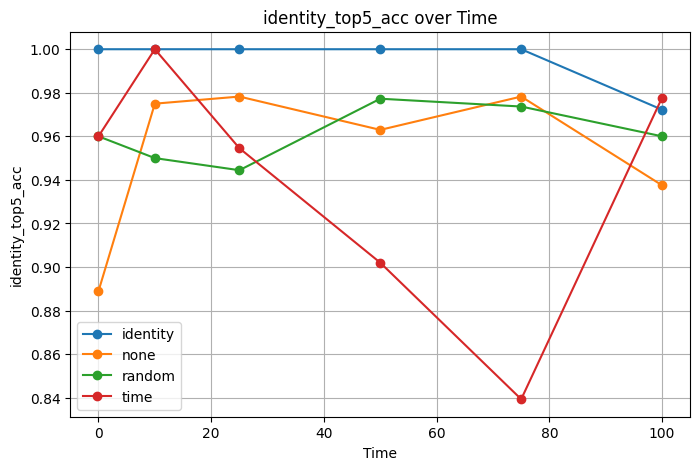 identity_top5_acc over Time
identity_top5_acc
1.00
0.98
0.96
0.94
0.92
0.90
0.88
0.86
0.84
identity
none
random
time
0 20 40 60 80 100
Time